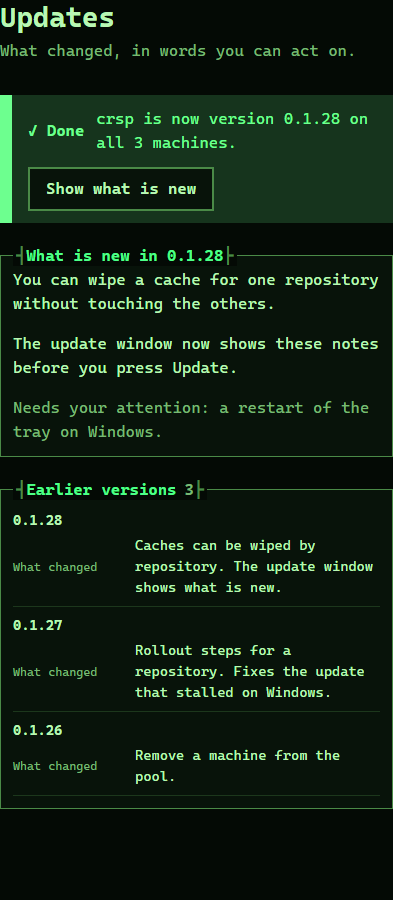 Updates
What changed, in words you can act on.
✓ Done
crsp is now version 0.1.28 on
all 3 machines.
Show what is new
What is new in 0.1.28
You can wipe a cache for one repository
without touching the others.
The update window now shows these notes
before you press Update.
Needs your attention: a restart of the
tray on Windows.
Earlier versions 3
0.1.28
What changed
Caches can be wiped by
repository. The update window
shows what is new.
0.1.27
What changed
Rollout steps for a
repository. Fixes the update
that stalled on Windows.
0.1.26
What changed
Remove a machine from the
pool.